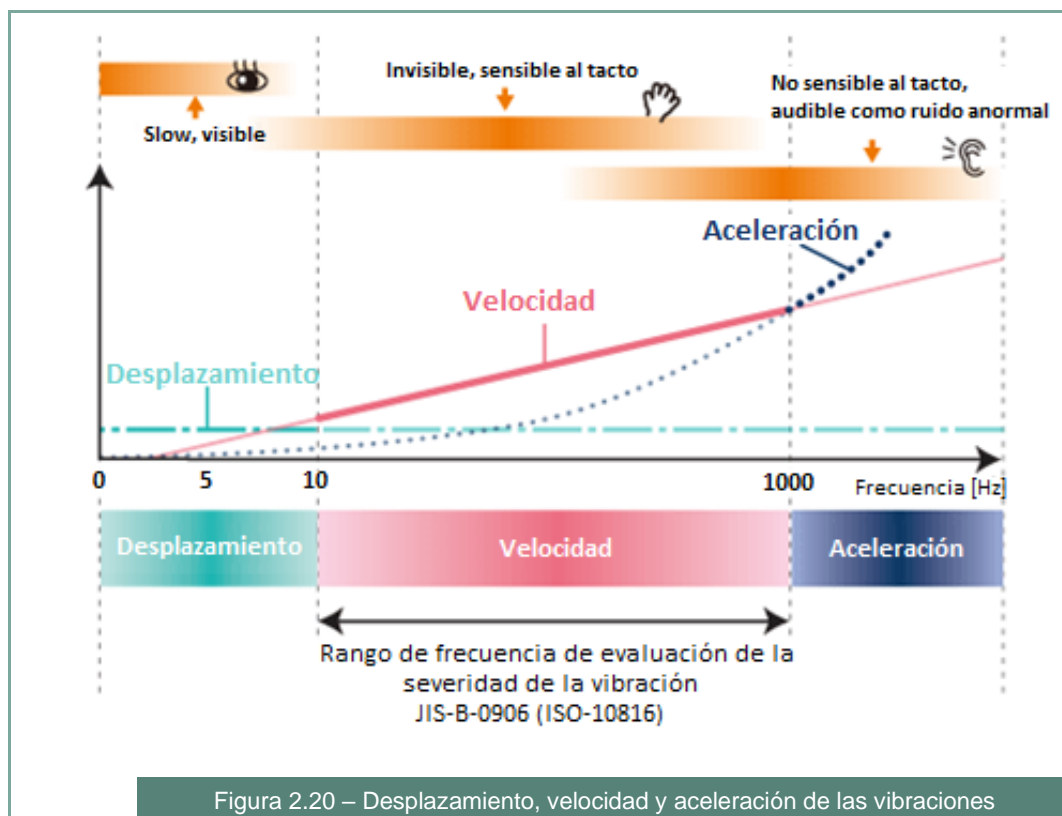 Invisible, sensible al tacto
No sensible al tacto,
audible como ruido anormal
Slow, visible
Aceleración
Velocidad
Desplazamiento
0
5
10
1000
Frecuencia [Hz]
Desplazamiento
Velocidad
Aceleración
Rango de frecuencia de evaluación de la
severidad de la vibración
JIS-B-0906 (ISO-10816)
Figura 2.20 – Desplazamiento, velocidad y aceleración de las vibraciones